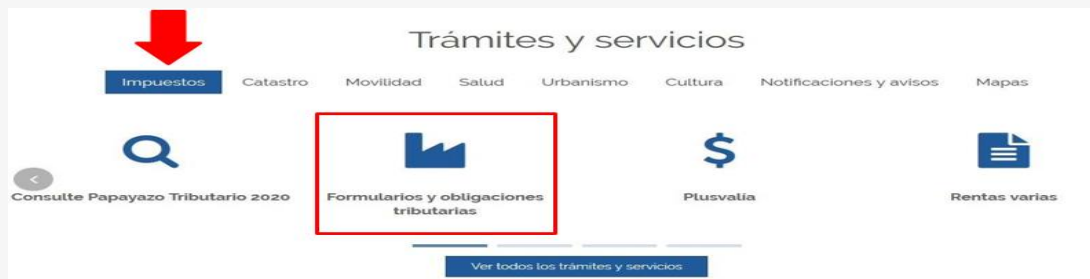 Trámites y servicios
Impuestos Catastro Movilidad Salud Urbanismo Cultura Notificaciones y avisos Mapas
Consulte Papayazo Tributario 2020 Formularios y obligaciones tributarias Plusvalía Rentas varias
Ver todos los trámites y servicios